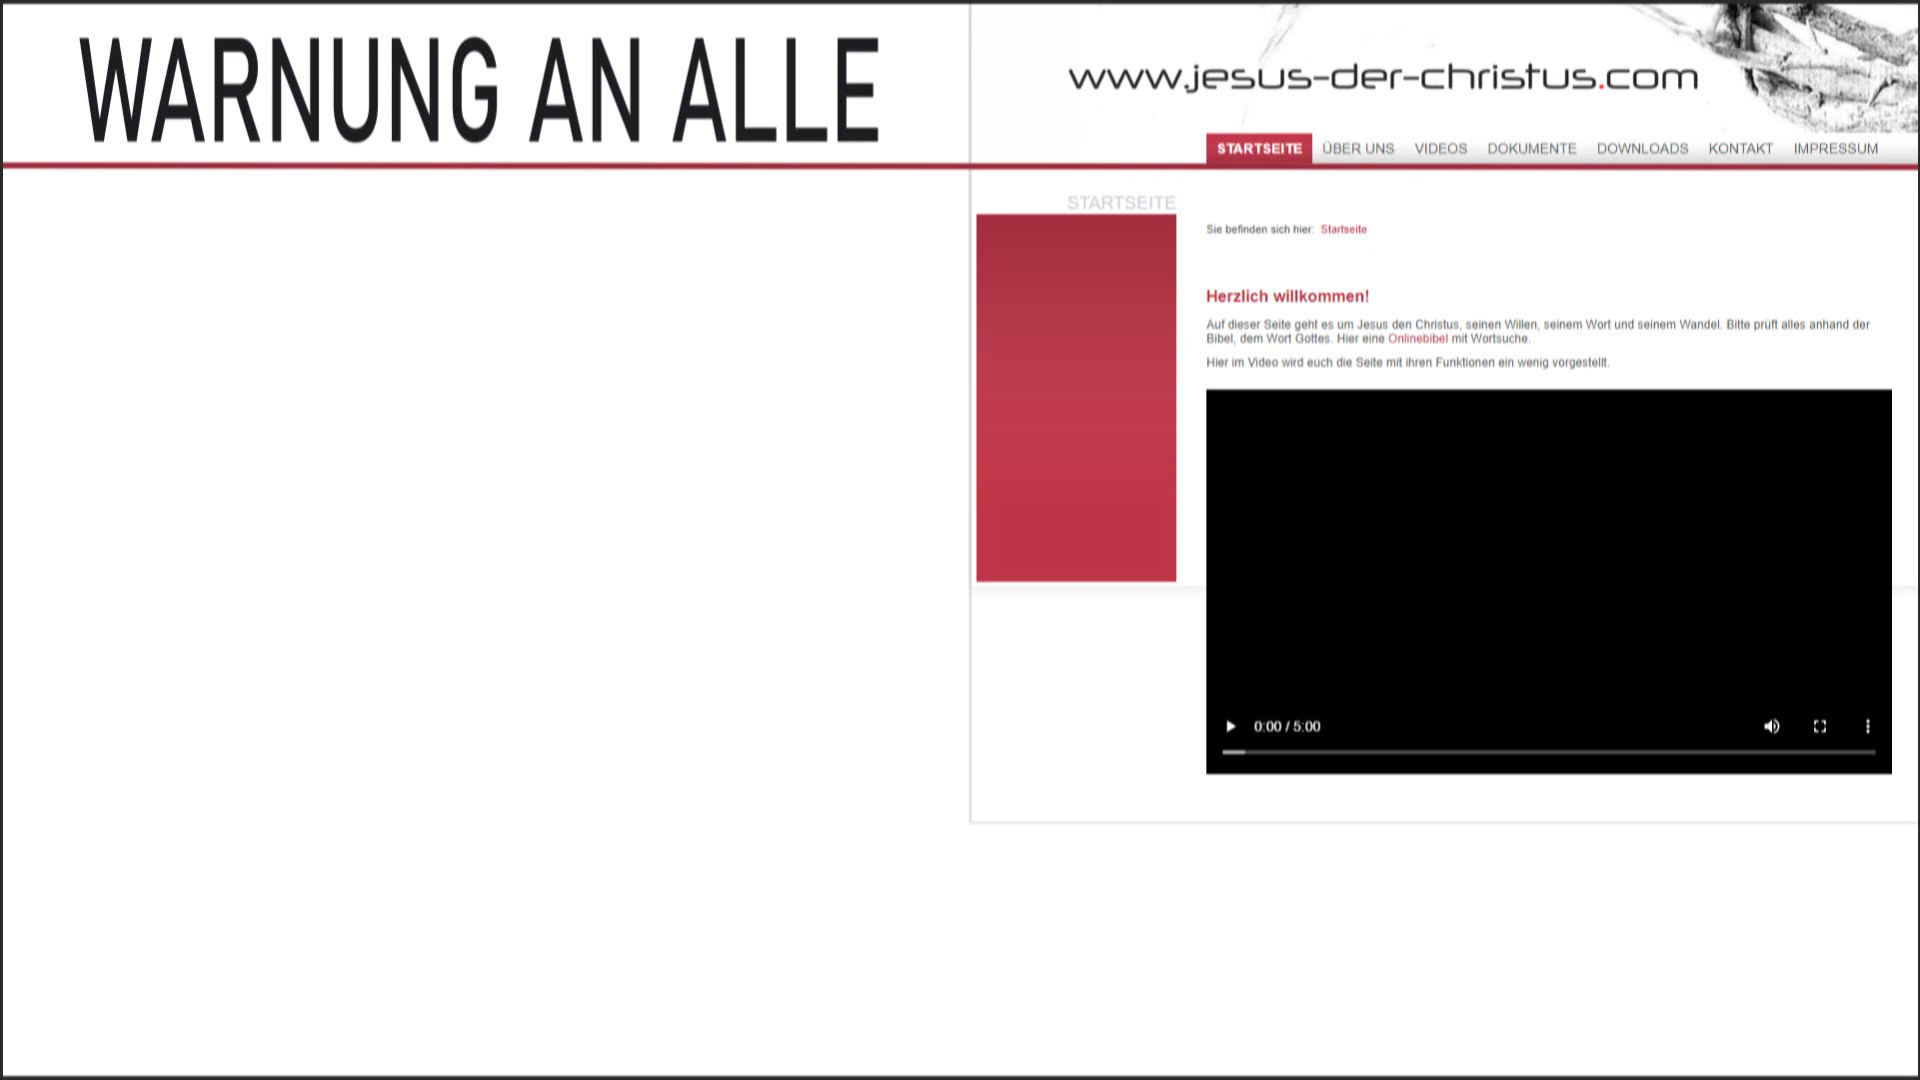 WARNUNG AN ALLE
www.jesus-der-christus.com
STARTSEITE ÜBER UNS VIDEOS DOKUMENTE DOWNLOADS KONTAKT IMPRESSUM
STARTSEITE
Sie befinden sich hier: Startseite
Herzlich willkommen!
Auf dieser Seite geht es um Jesus den Christus, seinen Willen, seinem Wort und seinem Wandel. Bitte prüft alles anhand der
Bibel, dem Wort Gottes. Hier eine Onlinebibel mit Wortsuche.
Hier im Video wird euch die Seite mit ihren Funktionen ein wenig vorgestellt.
0:00 / 5:00